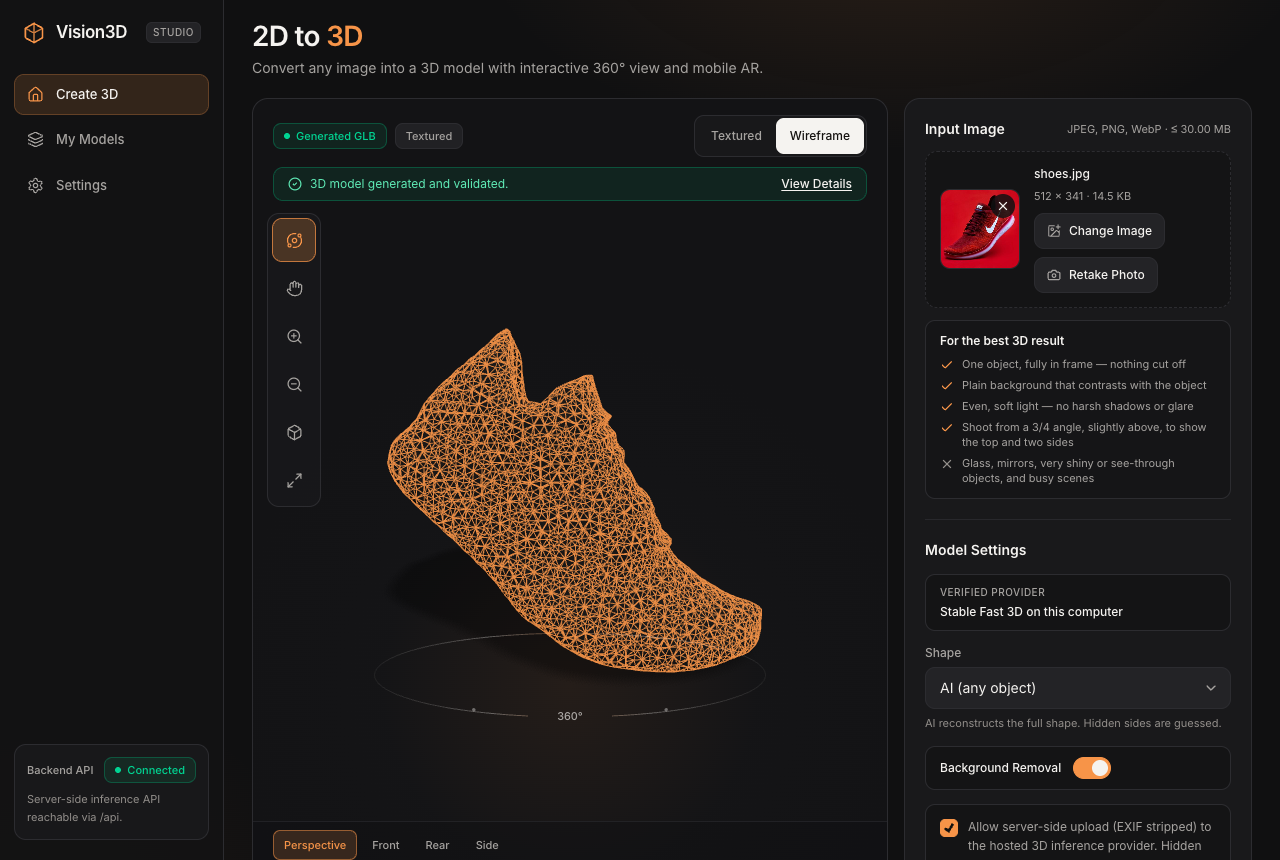 Vision3D
STUDIO
Create 3D
My Models
Settings
Backend API
Connected
Server-side inference API
reachable via /api.
2D to 3D
Convert any image into a 3D model with interactive 360° view and mobile AR.
Generated GLB
Textured
Textured
Wireframe
3D model generated and validated.
View Details
360°
Perspective
Front
Rear
Side
Input Image
JPEG, PNG, WebP · ≤ 30.00 MB
shoes.jpg
512 × 341 · 14.5 KB
Change Image
Retake Photo
For the best 3D result
One object, fully in frame — nothing cut off
Plain background that contrasts with the object
Even, soft light — no harsh shadows or glare
Shoot from a 3/4 angle, slightly above, to show
the top and two sides
Glass, mirrors, very shiny or see-through
objects, and busy scenes
Model Settings
VERIFIED PROVIDER
Stable Fast 3D on this computer
Shape
AI (any object)
AI reconstructs the full shape. Hidden sides are guessed.
Background Removal
Allow server-side upload (EXIF stripped) to
the hosted 3D inference provider. Hidden